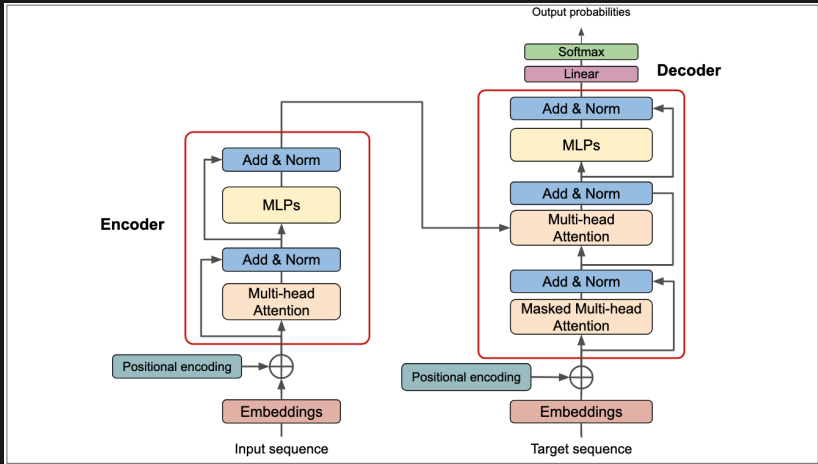 Output probabilities
Softmax
Linear
Decoder
Add & Norm
MLPs
Add & Norm
Multi-head
Attention
Add & Norm
Masked Multi-head
Attention
Positional encoding
Embeddings
Target sequence
Encoder
Add & Norm
MLPs
Add & Norm
Multi-head
Attention
Positional encoding
Embeddings
Input sequence